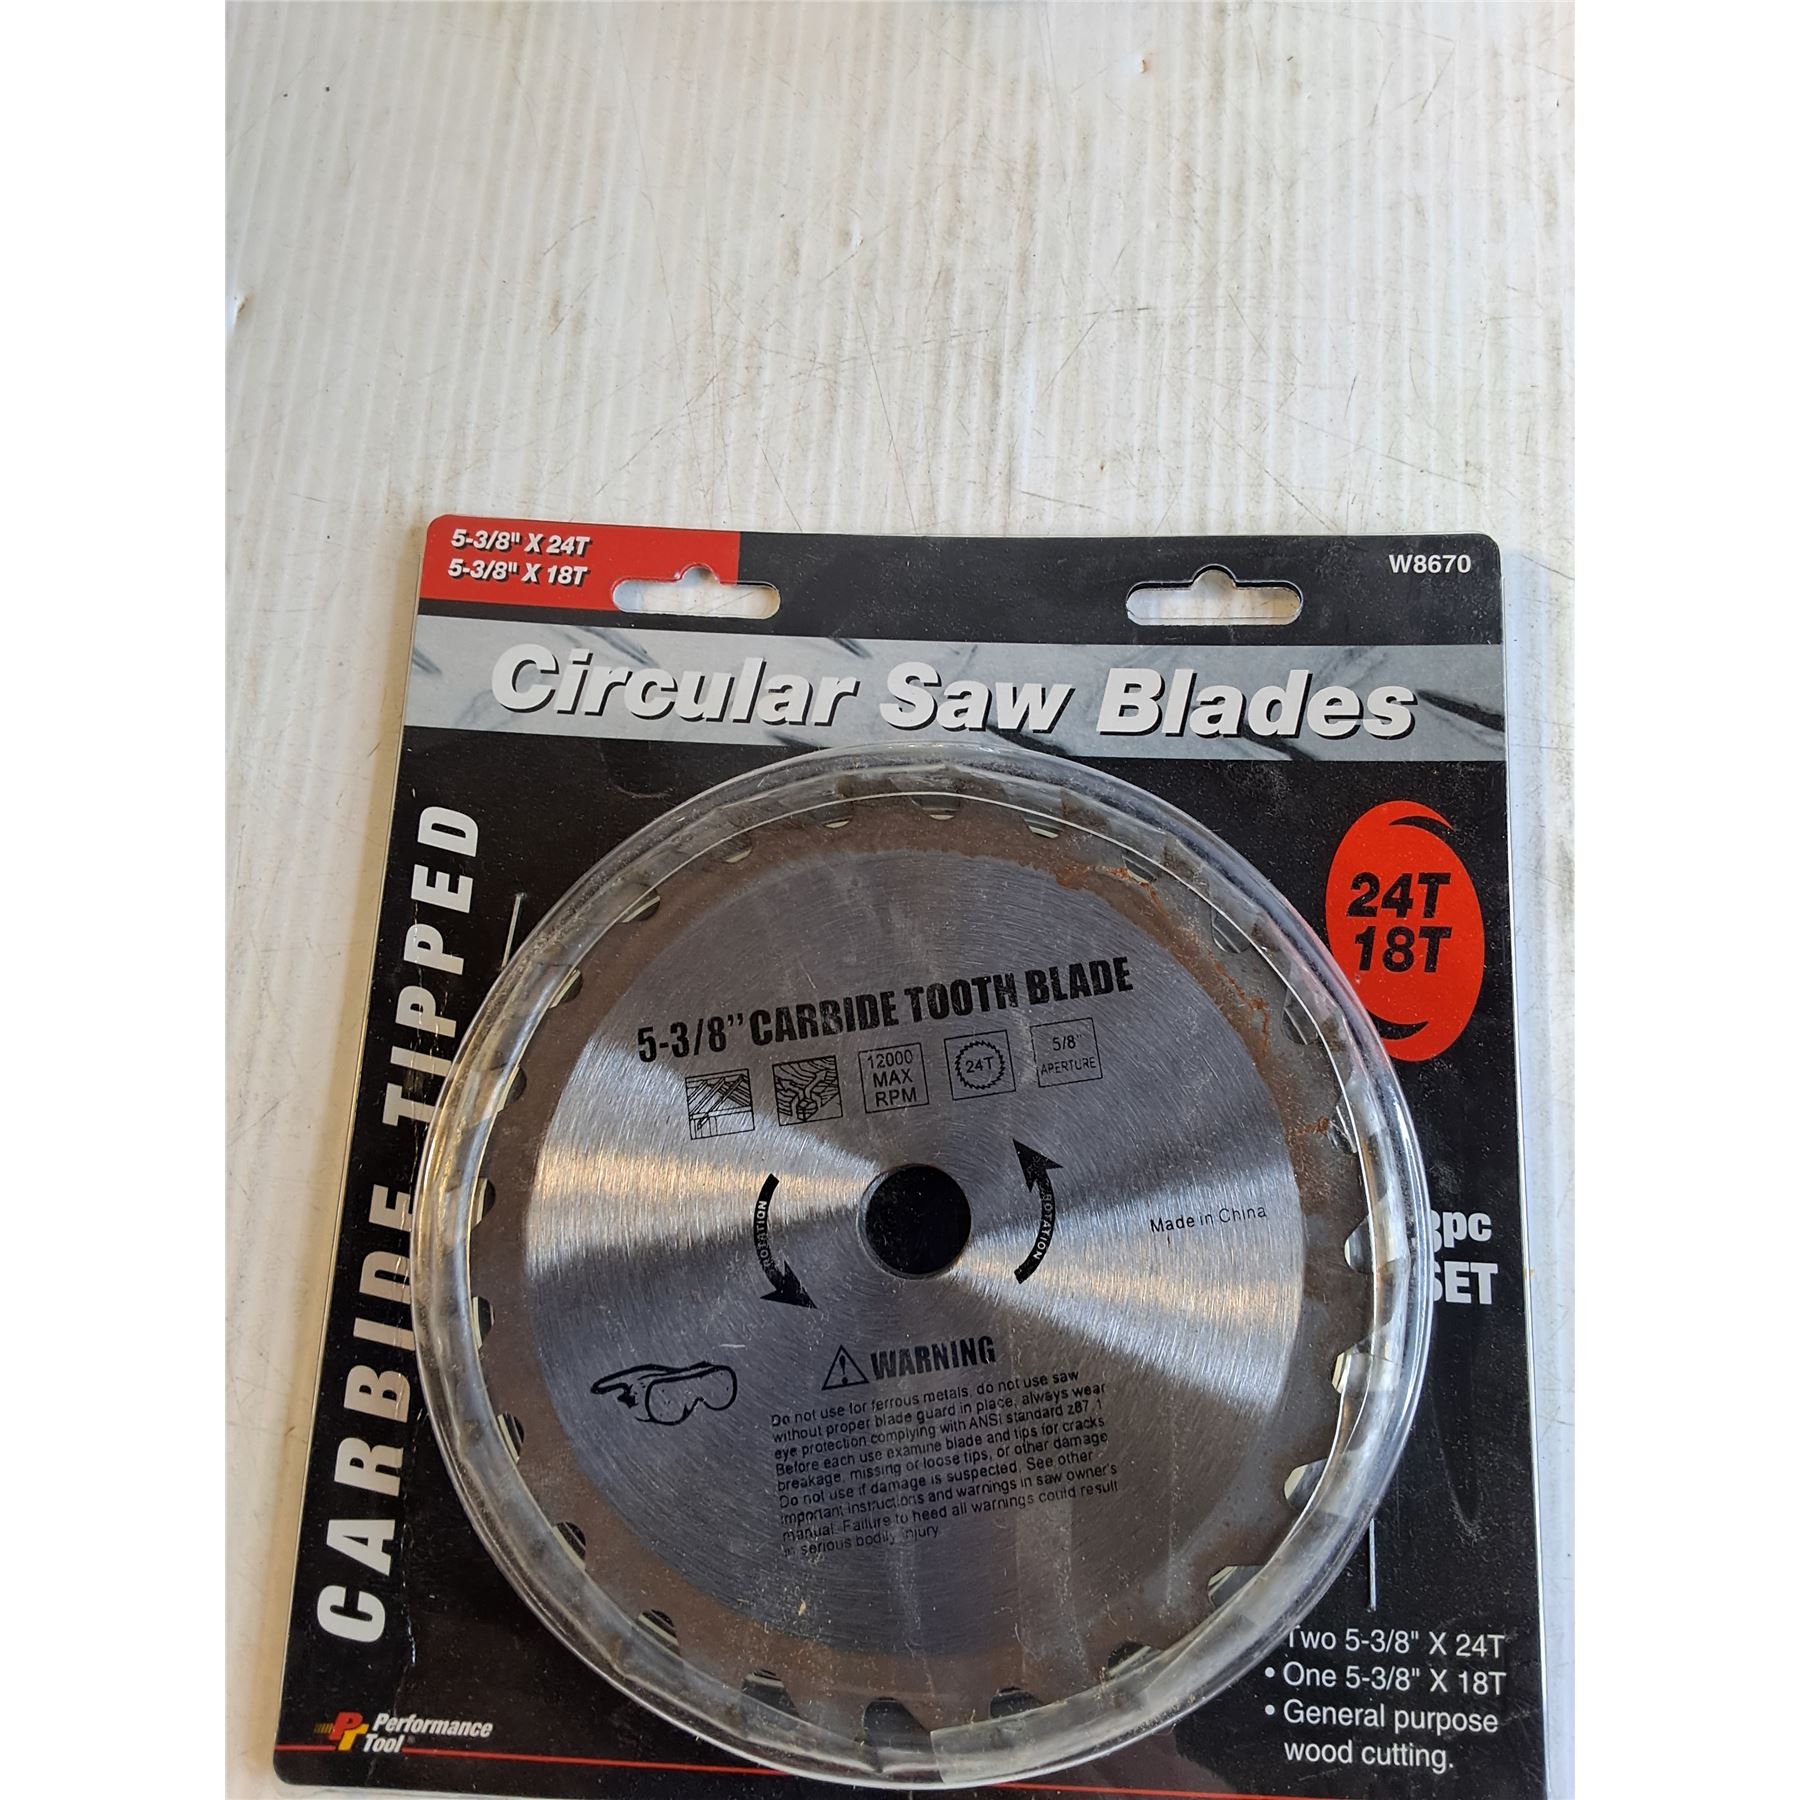 5-3/8" X 24T
5-3/8" X 18T
W8670
Circular Saw Blades
CARBIDE TIPPED
24T
18T
5-3/8" CARBIDE TOOTH BLADE
12000
MAX
RPM
24T
5/8"
APERTURE
ROTATION
ROTATION
Made in China
3pc
SET
WARNING
Do not use for ferrous metals, do not use saw
without proper blade guard in place, always wear
eye protection complying with ANSI standard z87.1
Before each use examine blade and tips for cracks
breakage, missing or loose tips, or other damage
Do not use if damage is suspected. See other
important instructions and warnings in saw owner's
manual. Failure to heed all warnings could result
in serious bodily injury
Two 5-3/8" X 24T
• One 5-3/8" X 18T
• General purpose
wood cutting.
PT Performance
Tool